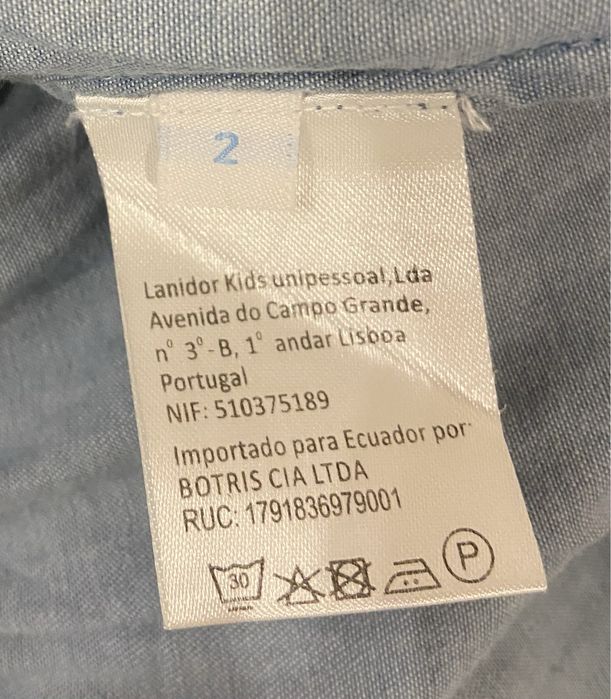 2
Lanidor Kids unipessoal,Lda
Avenida do Campo Grande,
nº 3º-B, 1º andar Lisboa
Portugal
NIF: 510375189
Importado para Ecuador por:
BOTRIS CIA LTDA
RUC: 1791836979001
30
P